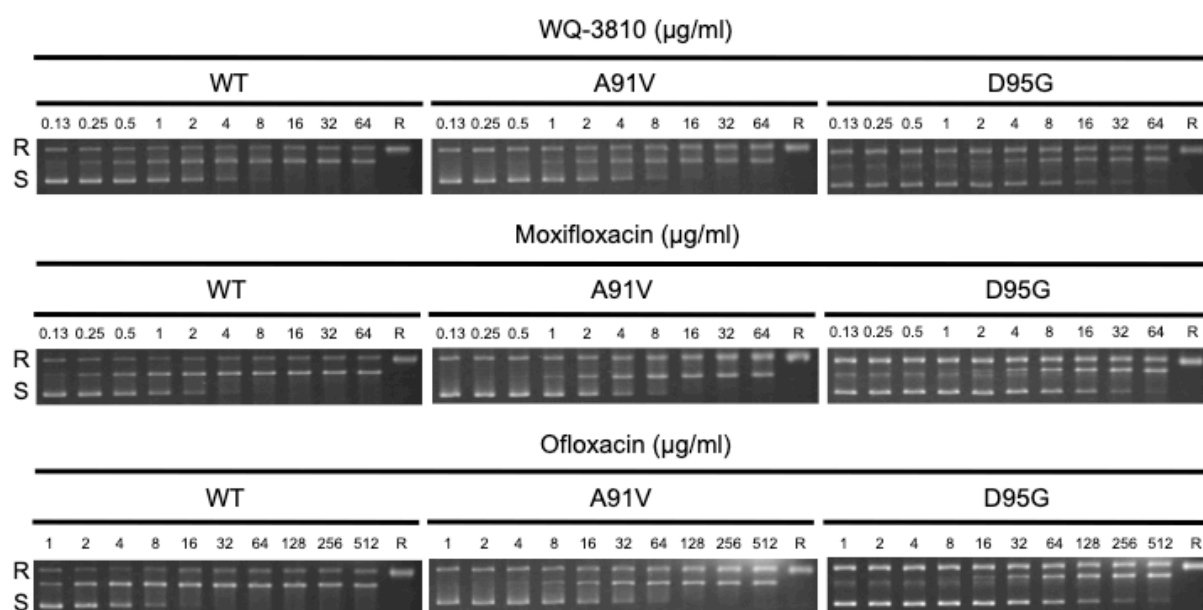 WQ-3810 (µg/ml)
WT A91V D95G
0.13 0.25 0.5 1 2 4 8 16 32 64 R 0.13 0.25 0.5 1 2 4 8 16 32 64 R 0.13 0.25 0.5 1 2 4 8 16 32 64 R
R
S
Moxifloxacin (µg/ml)
WT A91V D95G
0.13 0.25 0.5 1 2 4 8 16 32 64 R 0.13 0.25 0.5 1 2 4 8 16 32 64 R 0.13 0.25 0.5 1 2 4 8 16 32 64 R
R
S
Ofloxacin (µg/ml)
WT A91V D95G
1 2 4 8 16 32 64 128 256 512 R 1 2 4 8 16 32 64 128 256 512 R 1 2 4 8 16 32 64 128 256 512 R
R
S